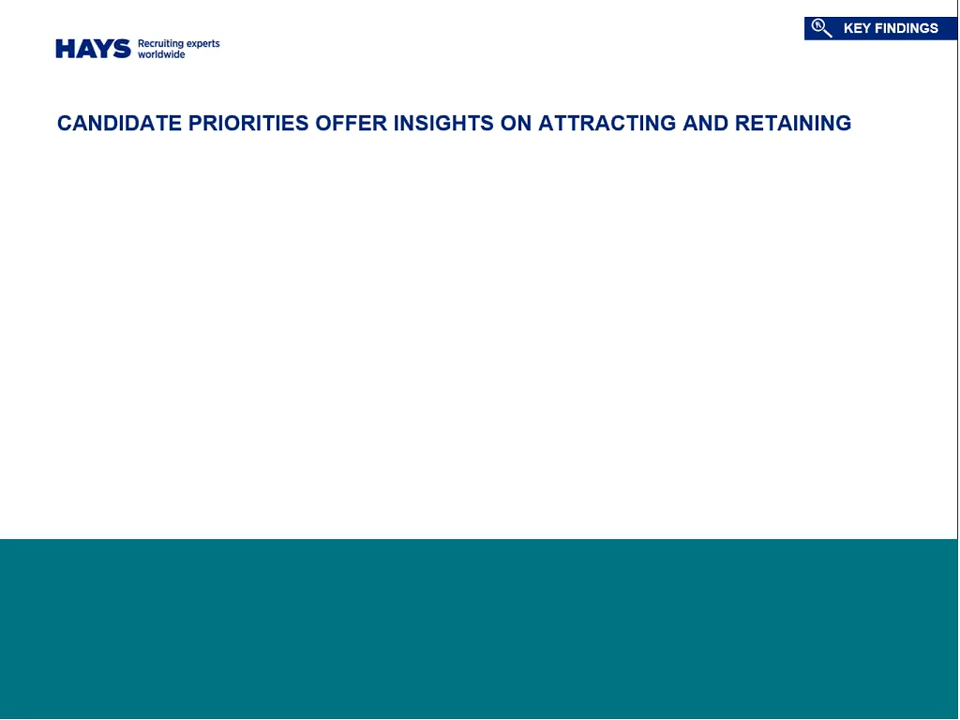 KEY FINDINGS
HAYS Recruiting experts
worldwide
CANDIDATE PRIORITIES OFFER INSIGHTS ON ATTRACTING AND RETAINING